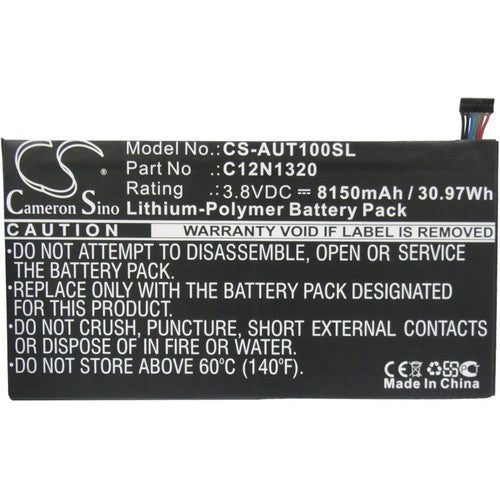 CS
Cameron Sino
Model No.:CS-AUT100SL
Part No :C12N1320
Rating :3.8VDC ⎓ 8150mAh / 30.97Wh
Lithium-Polymer Battery Pack
CAUTION WARRANTY VOID IF LABEL IS REMOVED
•DO NOT ATTEMPT TO DISASSEMBLE, OPEN OR SERVICE
THE BATTERY PACK.
•REPLACE ONLY WITH THE BATTERY PACK DESIGNATED
FOR THIS PRODUCT.
•DO NOT CRUSH, PUNCTURE, SHORT EXTERNAL CONTACTS
OR DISPOSE OF IN FIRE OR WATER.
•DO NOT STORE ABOVE 60℃ (140℉).
CE
Made In China